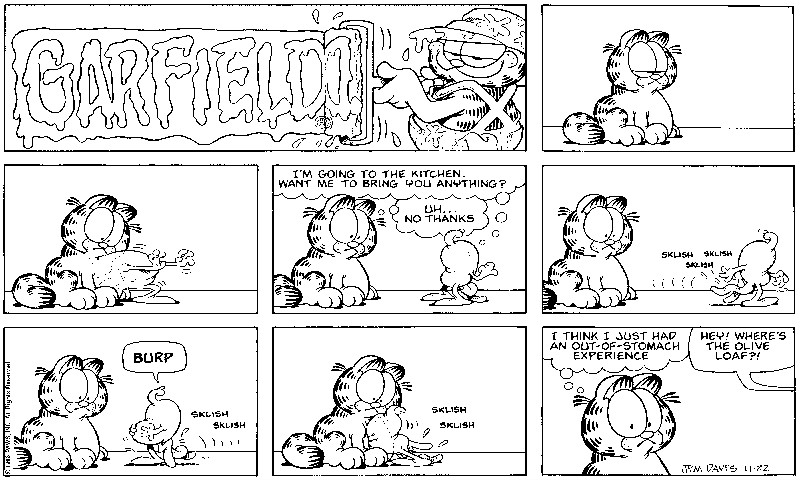 GARFIELD
I'M GOING TO THE KITCHEN.
WANT ME TO BRING YOU ANYTHING?
UH...
NO THANKS
SKLISH SKLISH
SKLISH
BURP
SKLISH
SKLISH
SKLISH
SKLISH
I THINK I JUST HAD
AN OUT-OF-STOMACH
EXPERIENCE
HEY! WHERE'S
THE OLIVE
LOAF?!
JIM DAVIS 11-22